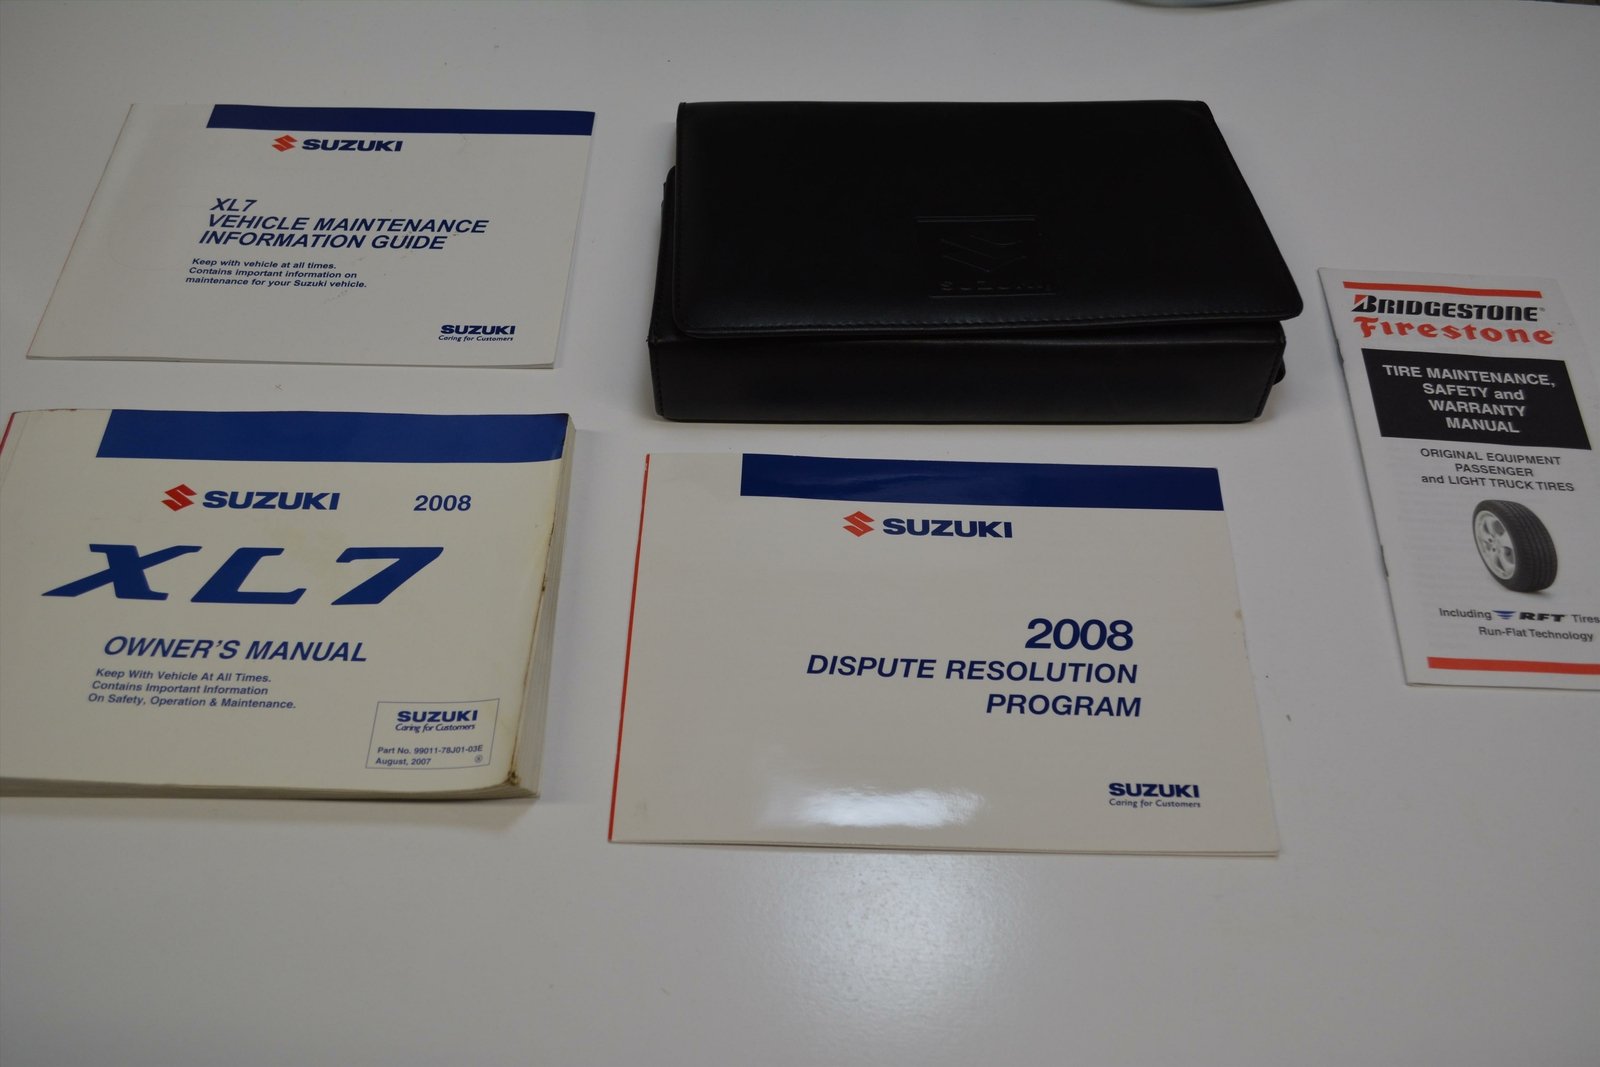 SUZUKI
XL7
VEHICLE MAINTENANCE
INFORMATION GUIDE
Keep with vehicle at all times.
Contains important information on
maintenance for your Suzuki vehicle.
SUZUKI
Caring for Customers
SUZUKI
BRIDGESTONE
Firestone
TIRE MAINTENANCE,
SAFETY and
WARRANTY
MANUAL
ORIGINAL EQUIPMENT
PASSENGER
and LIGHT TRUCK TIRES
Including RFT Tires
Run-Flat Technology
SUZUKI 2008
XL7
OWNER'S MANUAL
Keep With Vehicle At All Times.
Contains Important Information
On Safety, Operation & Maintenance.
SUZUKI
Caring for Customers
Part No. 99011-78J01-03E
August, 2007
SUZUKI
2008
DISPUTE RESOLUTION
PROGRAM
SUZUKI
Caring for Customers